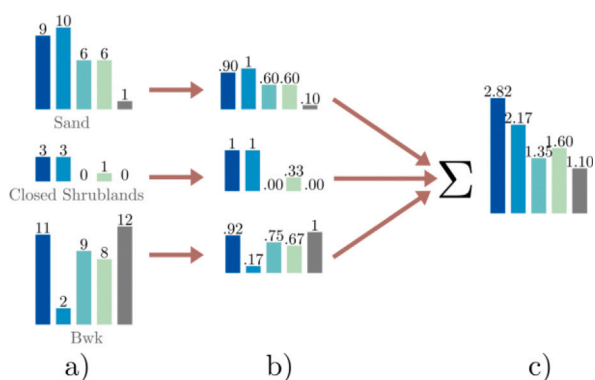 9 10 6 6 1
Sand
.90 1 .60 .60 .10
3 3 0 1 0
Closed Shrublands
1 1 .00 .33 .00
11 2 9 8 12
Bwk
.92 .17 .75 .67 1
Σ
2.82 2.17 1.35 1.60 1.10
a) b) c)